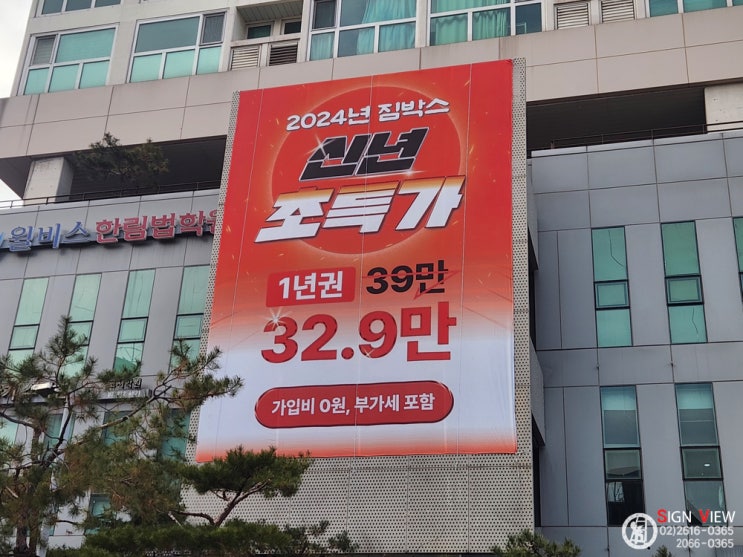 2024년 짐박스
신년
초특가
1년권 39만
32.9만
가입비 0원, 부가세 포함
윌비스 한림법학원
SIGN VIEW
02)2616-0365
2066-0365